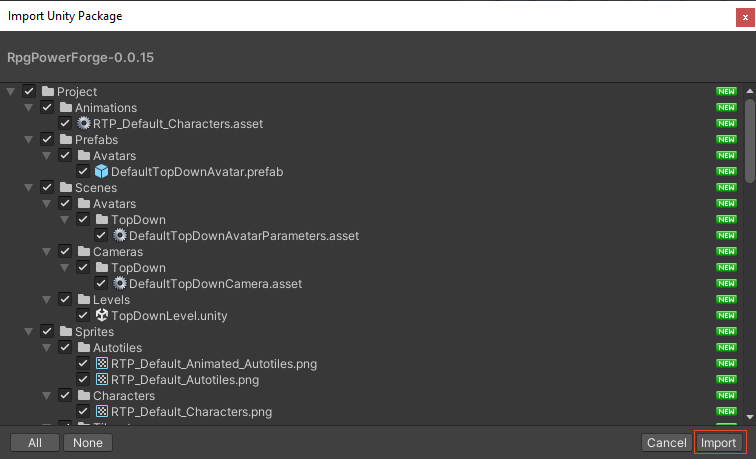 Import Unity Package
x
RpgPowerForge-0.0.15
Project NEW
Animations NEW
RTP_Default_Characters.asset NEW
Prefabs NEW
Avatars NEW
DefaultTopDownAvatar.prefab NEW
Scenes NEW
Avatars NEW
TopDown NEW
DefaultTopDownAvatarParameters.asset NEW
Cameras NEW
TopDown NEW
DefaultTopDownCamera.asset NEW
Levels NEW
TopDownLevel.unity NEW
Sprites NEW
Autotiles NEW
RTP_Default_Animated_Autotiles.png NEW
RTP_Default_Autotiles.png NEW
Characters NEW
RTP_Default_Characters.png NEW
All None Cancel Import